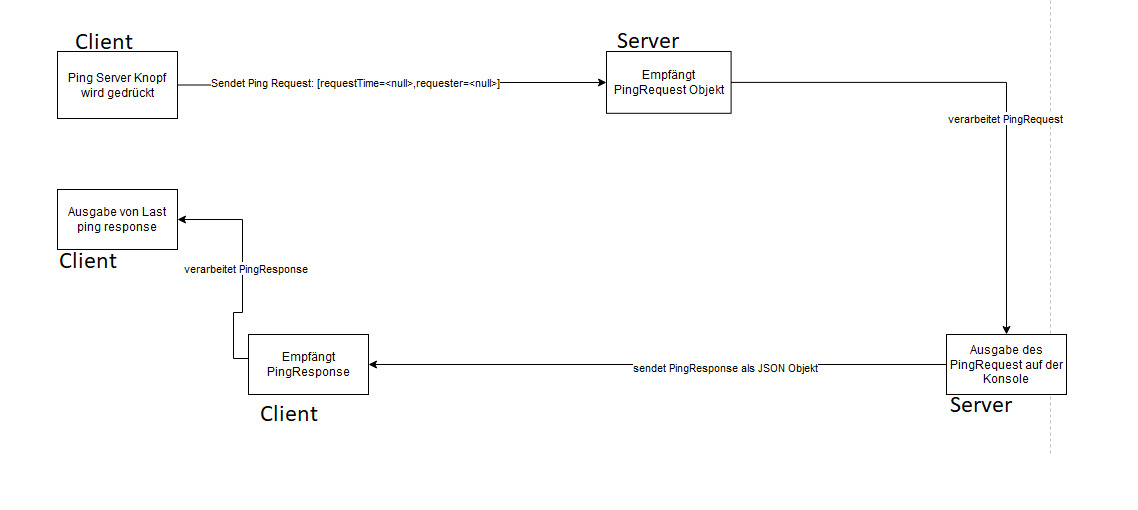 Client
Ping Server Knopf
wird gedrückt
Sendet Ping Request: [requestTime=<null>,requester=<null>]
Server
Empfängt
PingRequest Objekt
verarbeitet PingRequest
Ausgabe des
PingRequest auf der
Konsole
Server
sendet PingResponse als JSON Objekt
Empfängt
PingResponse
Client
verarbeitet PingResponse
Ausgabe von Last
ping response
Client